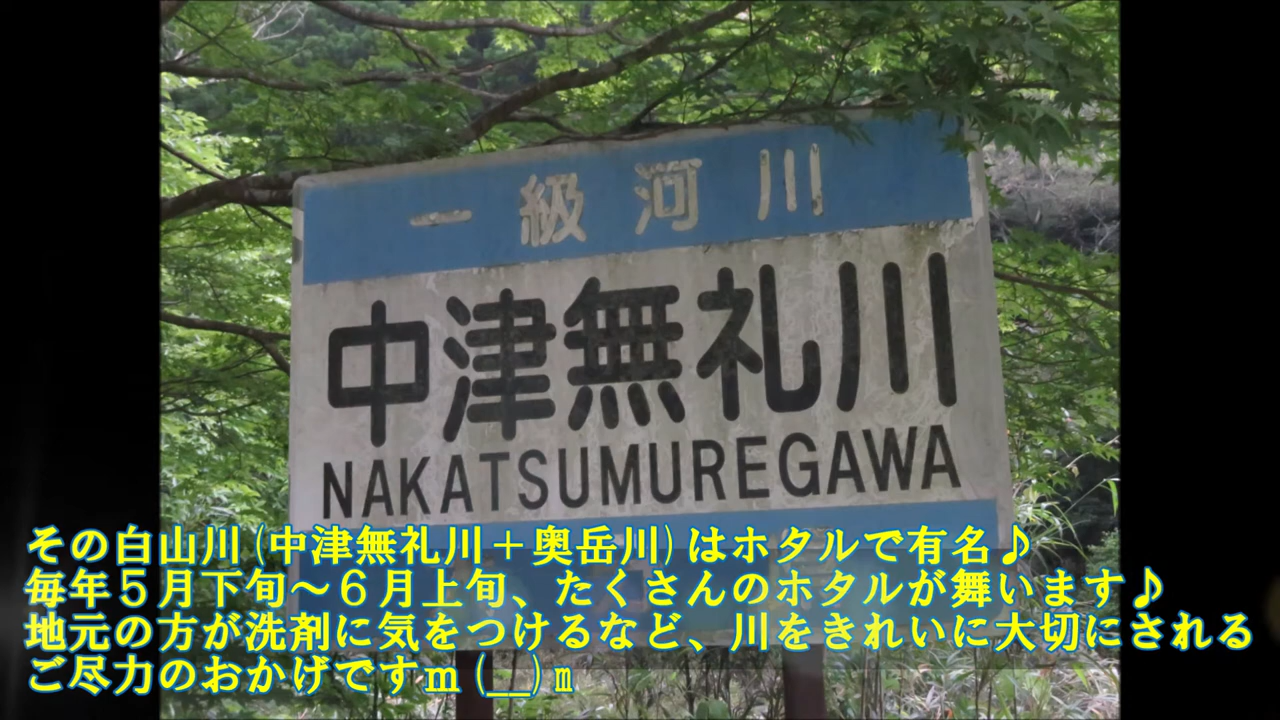 一級河川
中津無礼川
NAKATSUMUREGAWA
その白山川(中津無礼川＋奥岳川)はホタルで有名♪
毎年５月下旬～６月上旬、たくさんのホタルが舞います♪
地元の方が洗剤に気をつけるなど、川をきれいに大切にされる
ご尽力のおかげですｍ(__)ｍ